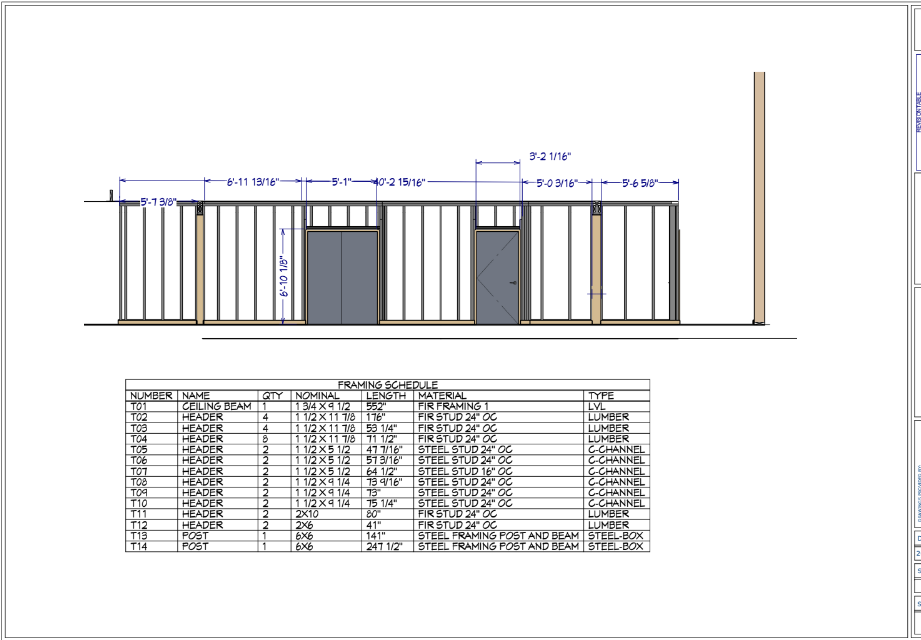 3'-2 1/16"
6'-11 13/16"
5'-1"
40'-2 15/16"
5'-0 3/16"
5'-6 5/8"
5'-7 3/8"
6'-10 1/8"
REVISION TABLE
FRAMING SCHEDULE
NUMBER NAME QTY NOMINAL LENGTH MATERIAL TYPE
T01 CEILING BEAM 1 1 3/4 X 9 1/2 552" FIR FRAMING 1 LVL
T02 HEADER 4 1 1/2 X 11 7/8 176" FIR STUD 24" OC LUMBER
T03 HEADER 4 1 1/2 X 11 7/8 53 1/4" FIR STUD 24" OC LUMBER
T04 HEADER 8 1 1/2 X 11 7/8 71 1/2" FIR STUD 24" OC LUMBER
T05 HEADER 2 1 1/2 X 5 1/2 47 7/16" STEEL STUD 24" OC C-CHANNEL
T06 HEADER 2 1 1/2 X 5 1/2 57 3/16" STEEL STUD 24" OC C-CHANNEL
T07 HEADER 2 1 1/2 X 5 1/2 64 1/2" STEEL STUD 16" OC C-CHANNEL
T08 HEADER 2 1 1/2 X 9 1/4 73 9/16" STEEL STUD 24" OC C-CHANNEL
T09 HEADER 2 1 1/2 X 9 1/4 73" STEEL STUD 24" OC C-CHANNEL
T10 HEADER 2 1 1/2 X 9 1/4 75 1/4" STEEL STUD 24" OC C-CHANNEL
T11 HEADER 2 2X10 80" FIR STUD 24" OC LUMBER
T12 HEADER 2 2X6 41" FIR STUD 24" OC LUMBER
T13 POST 1 6X6 141" STEEL FRAMING POST AND BEAM STEEL-BOX
T14 POST 1 6X6 247 1/2" STEEL FRAMING POST AND BEAM STEEL-BOX